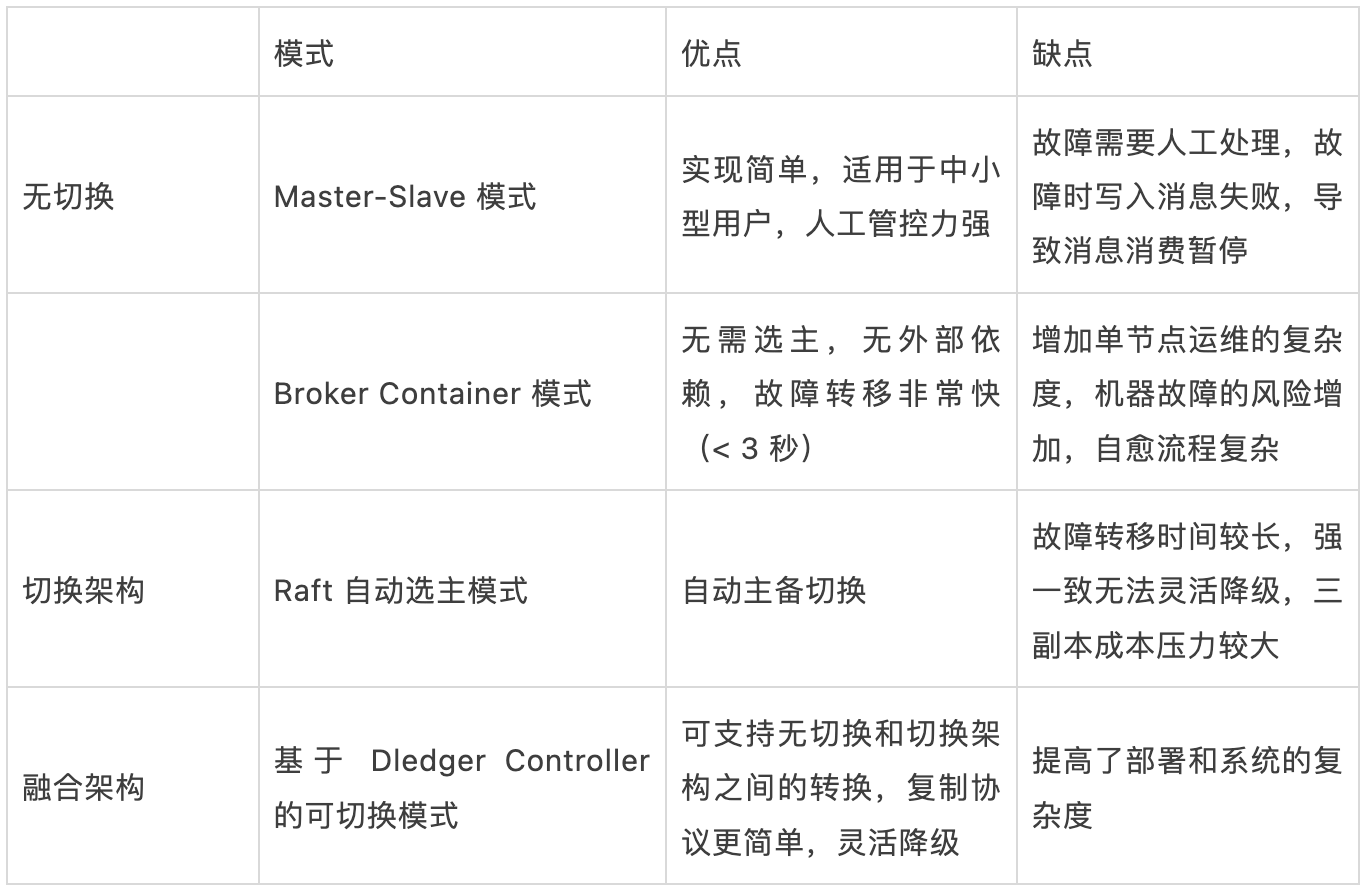 模式
优点
缺点
无切换
Master-Slave 模式
实现简单，适用于中小
型用户，人工管控力强
故障需要人工处理，故
障时写入消息失败，导
致消息消费暂停
Broker Container 模式
无需选主，无外部依
赖，故障转移非常快
（< 3 秒）
增加单节点运维的复杂
度，机器故障的风险增
加，自愈流程复杂
切换架构
Raft 自动选主模式
自动主备切换
故障转移时间较长，强
一致无法灵活降级，三
副本成本压力较大
融合架构
基于 Dledger Controller
的可切换模式
可支持无切换和切换架
构之间的转换，复制协
议更简单，灵活降级
提高了部署和系统的复
杂度